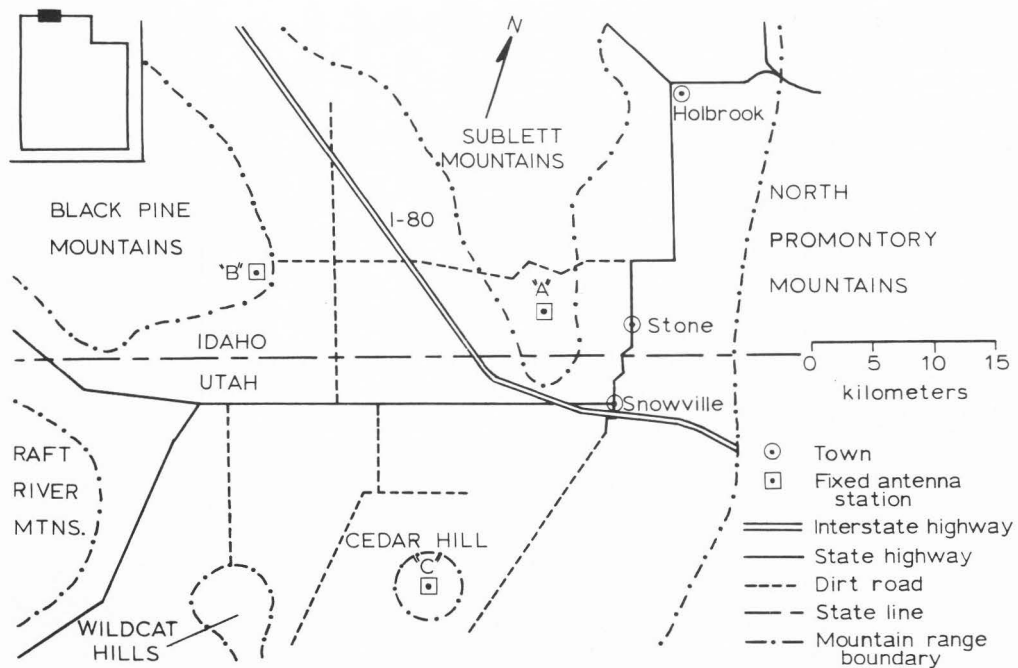 N
Holbrook
SUBLETT
MOUNTAINS
BLACK PINE
MOUNTAINS
I-80
NORTH
PROMONTORY
MOUNTAINS
"B"
"A"
Stone
IDAHO
UTAH
0 5 10 15
kilometers
Snowville
RAFT
RIVER
MTNS.
CEDAR HILL
"C"
WILDCAT
HILLS
Town
Fixed antenna
station
Interstate highway
State highway
Dirt road
State line
Mountain range
boundary